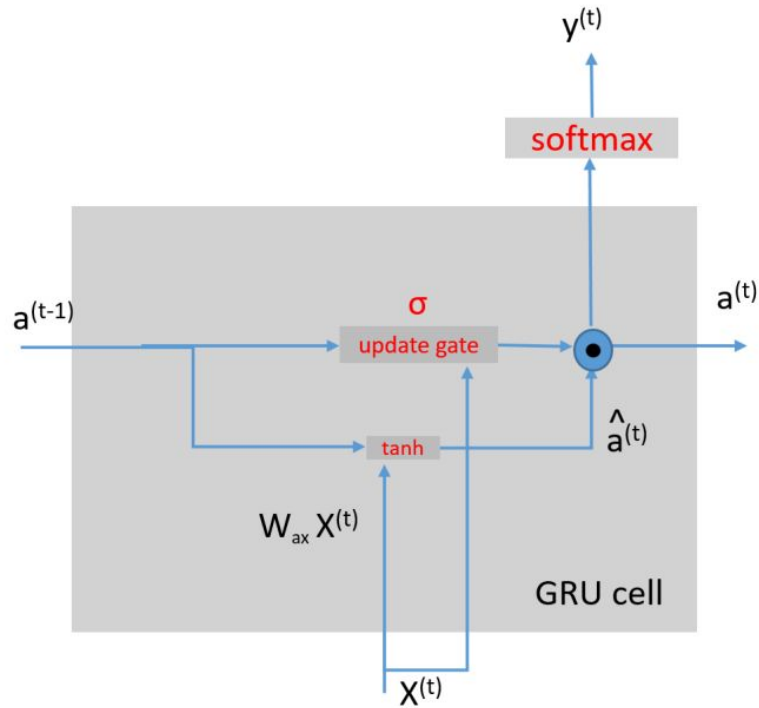 y(t)
softmax
σ
a(t-1)
a(t)
update gate
^
a(t)
tanh
Wax X(t)
GRU cell
X(t)